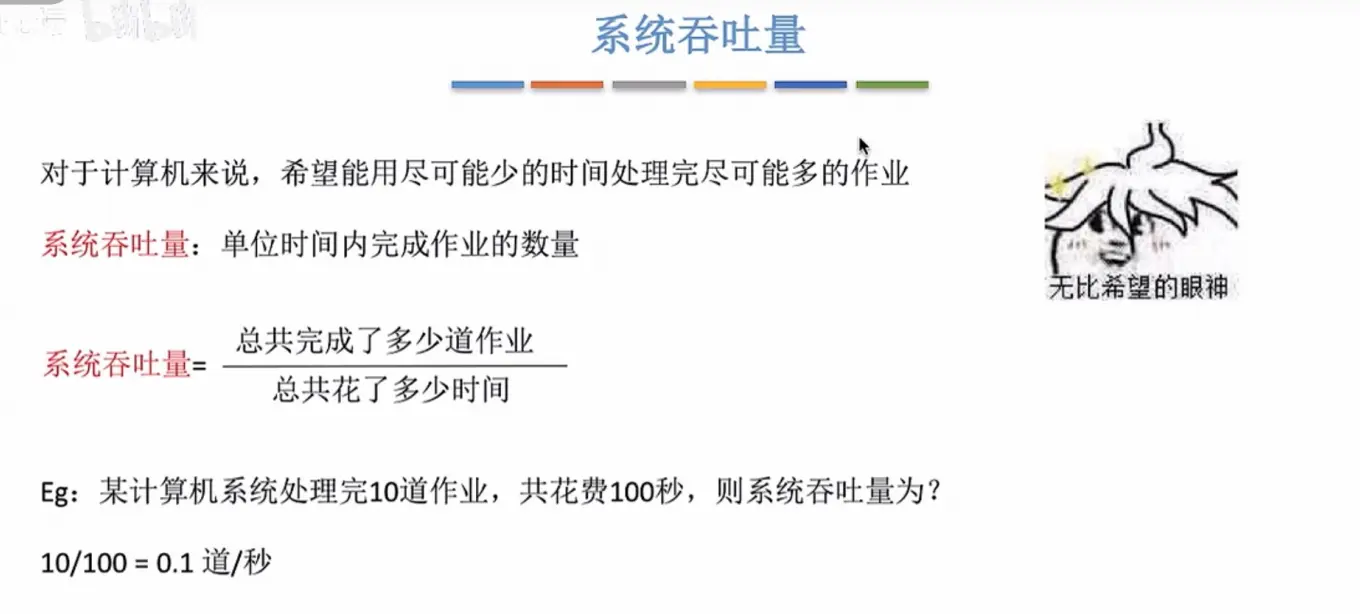 系统吞吐量
对于计算机来说，希望能用尽可能少的时间处理完尽可能多的作业
系统吞吐量：单位时间内完成作业的数量
无比希望的眼神
系统吞吐量=
总共完成了多少道作业
总共花了多少时间
Eg：某计算机系统处理完10道作业，共花费100秒，则系统吞吐量为？
10/100 = 0.1 道/秒